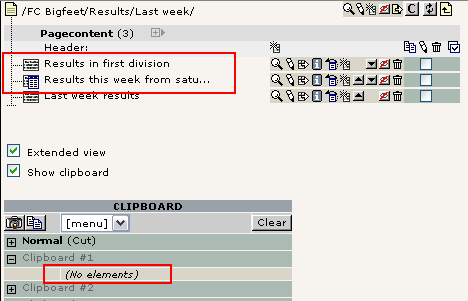 /FC Bigfeet/Results/Last week/
Pagecontent (3)
Header:
Results in first division
Results this week from satu...
Last week results
Extended view
Show clipboard
CLIPBOARD
[menu] Clear
Normal (Cut)
Clipboard #1
(No elements)
Clipboard #2